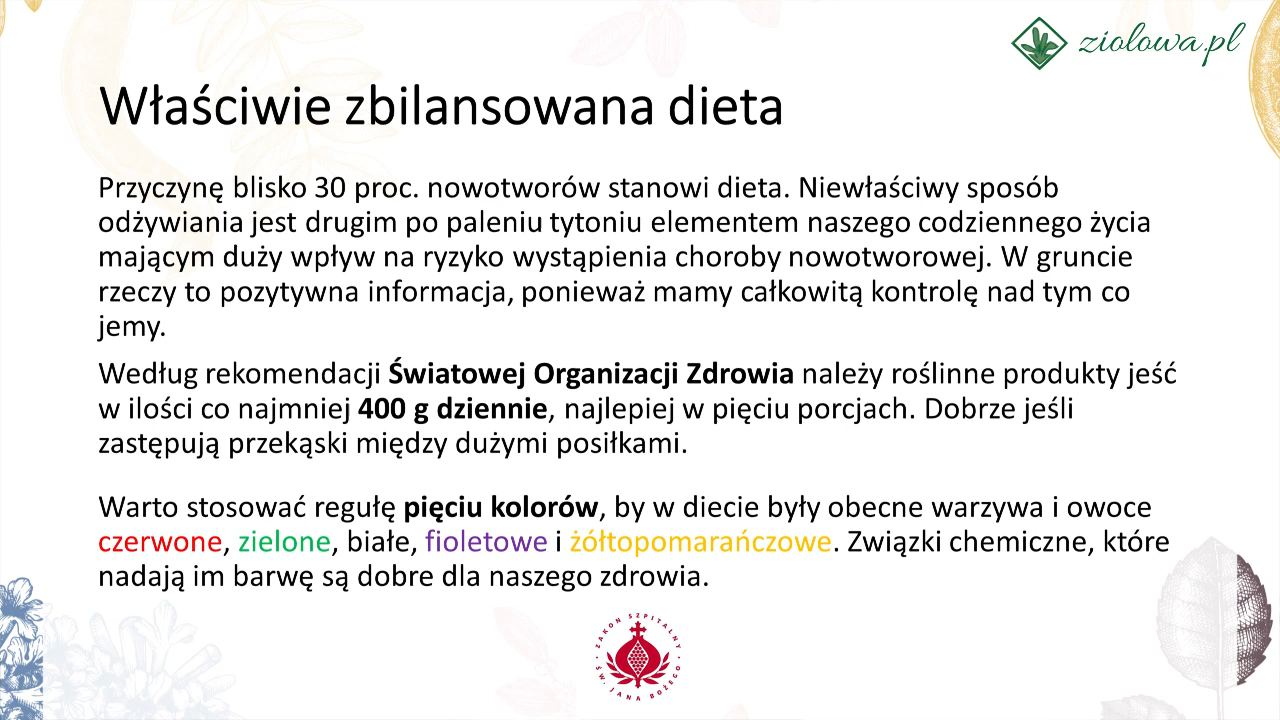 ziolowa.pl
Właściwie zbilansowana dieta
Przyczynę blisko 30 proc. nowotworów stanowi dieta. Niewłaściwy sposób
odżywiania jest drugim po paleniu tytoniu elementem naszego codziennego życia
mającym duży wpływ na ryzyko wystąpienia choroby nowotworowej. W gruncie
rzeczy to pozytywna informacja, ponieważ mamy całkowitą kontrolę nad tym co
jemy.
Według rekomendacji Światowej Organizacji Zdrowia należy roślinne produkty jeść
w ilości co najmniej 400 g dziennie, najlepiej w pięciu porcjach. Dobrze jeśli
zastępują przekąski między dużymi posiłkami.
Warto stosować regułę pięciu kolorów, by w diecie były obecne warzywa i owoce
czerwone, zielone, białe, fioletowe i żółtopomarańczowe. Związki chemiczne, które
nadają im barwę są dobre dla naszego zdrowia.
ZAKON SZPITALNY
ŚW. JANA BOŻEGO